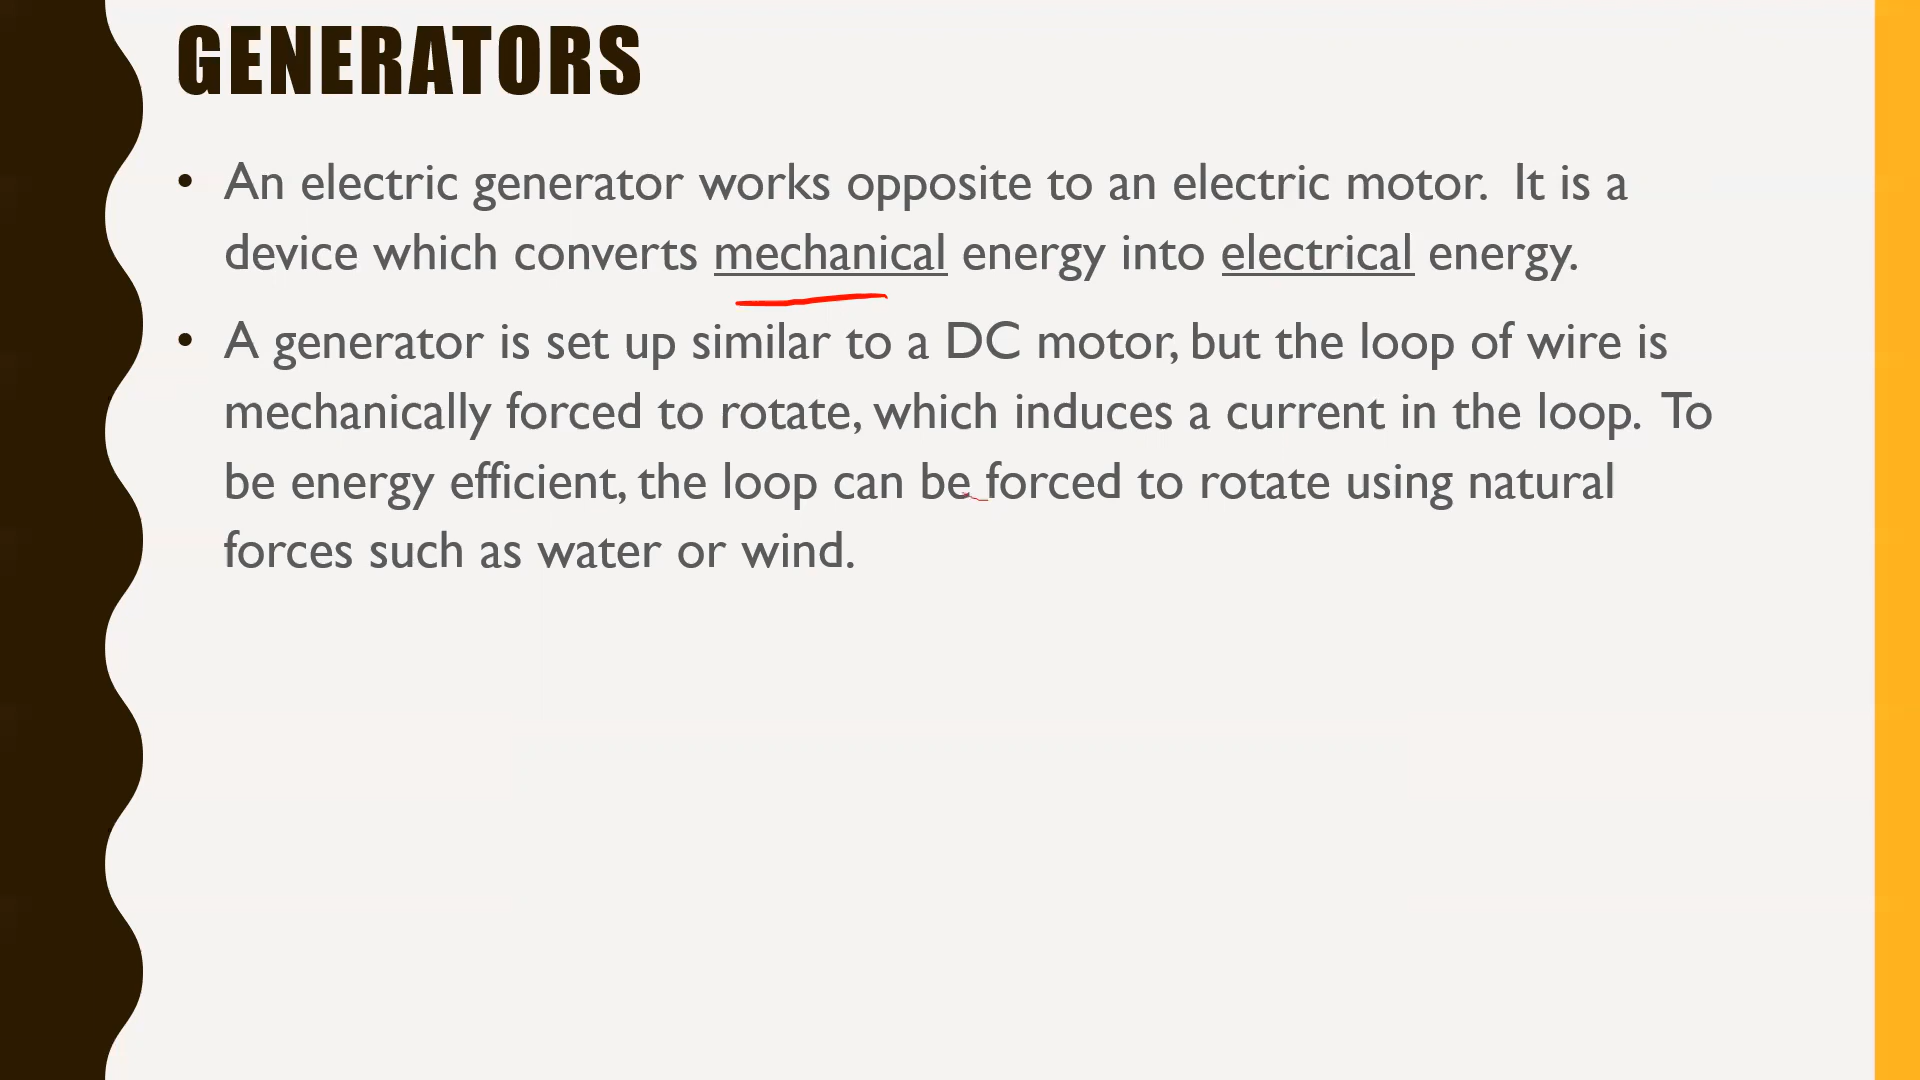 GENERATORS
• An electric generator works opposite to an electric motor.  It is a
device which converts mechanical energy into electrical energy.
• A generator is set up similar to a DC motor, but the loop of wire is
mechanically forced to rotate, which induces a current in the loop.  To
be energy efficient, the loop can be forced to rotate using natural
forces such as water or wind.